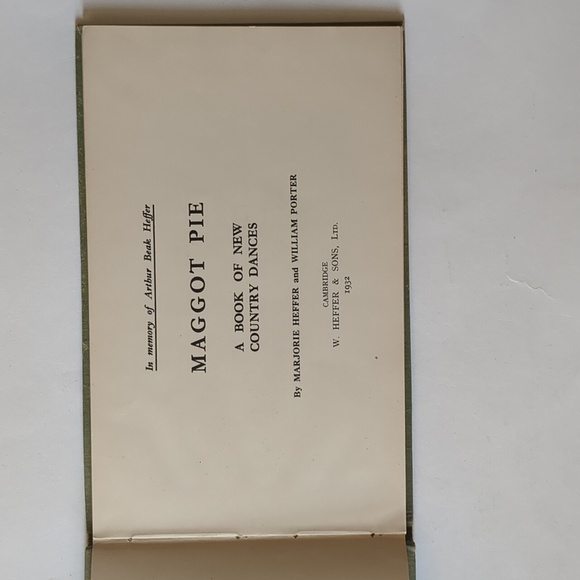 In memory of Arthur Beak Heffer
MAGGOT PIE
A BOOK OF NEW
COUNTRY DANCES
By MARJORIE HEFFER and WILLIAM PORTER
CAMBRIDGE
W. HEFFER & SONS, LTD.
1932